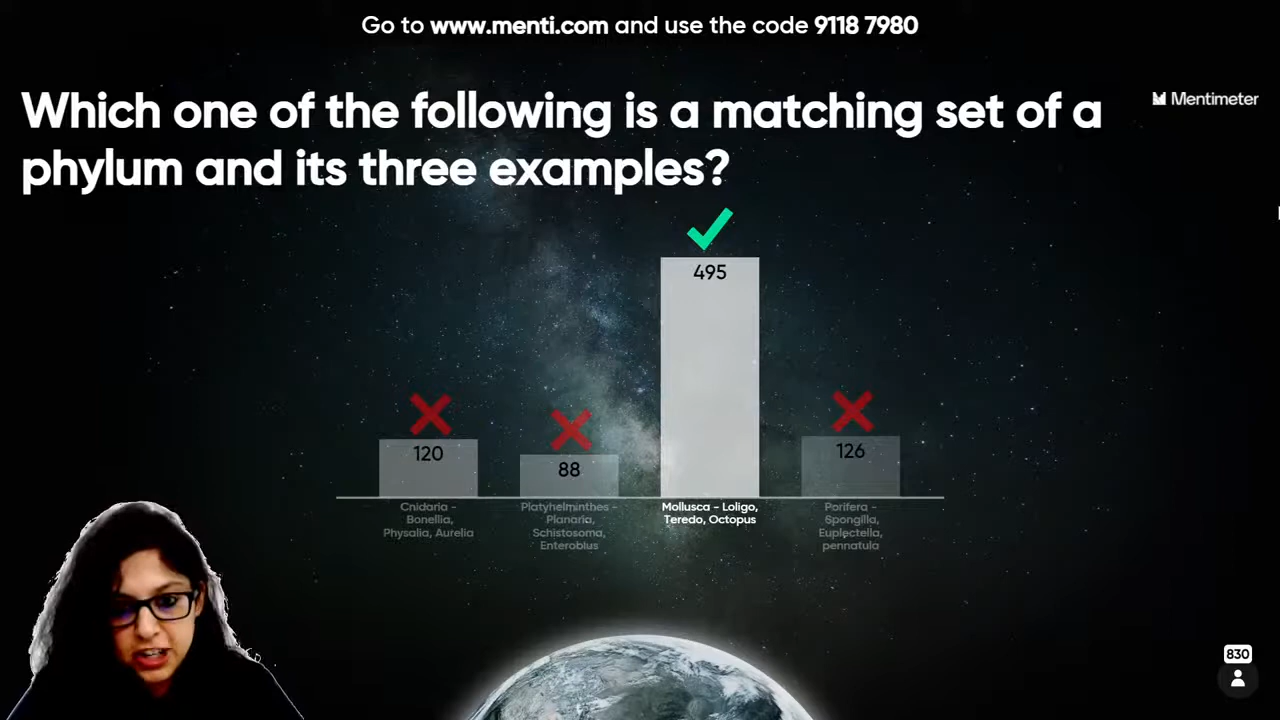 Go to www.menti.com and use the code 9118 7980
Which one of the following is a matching set of a
phylum and its three examples?
Mentimeter
495
120
88
126
Cnidaria -
Bonellia,
Physalia, Aurelia
Platyhelminthes -
Planaria,
Schistosoma,
Enterobius
Mollusca - Loligo,
Teredo, Octopus
Porifera -
Spongilla,
Euplectella,
pennatula
830